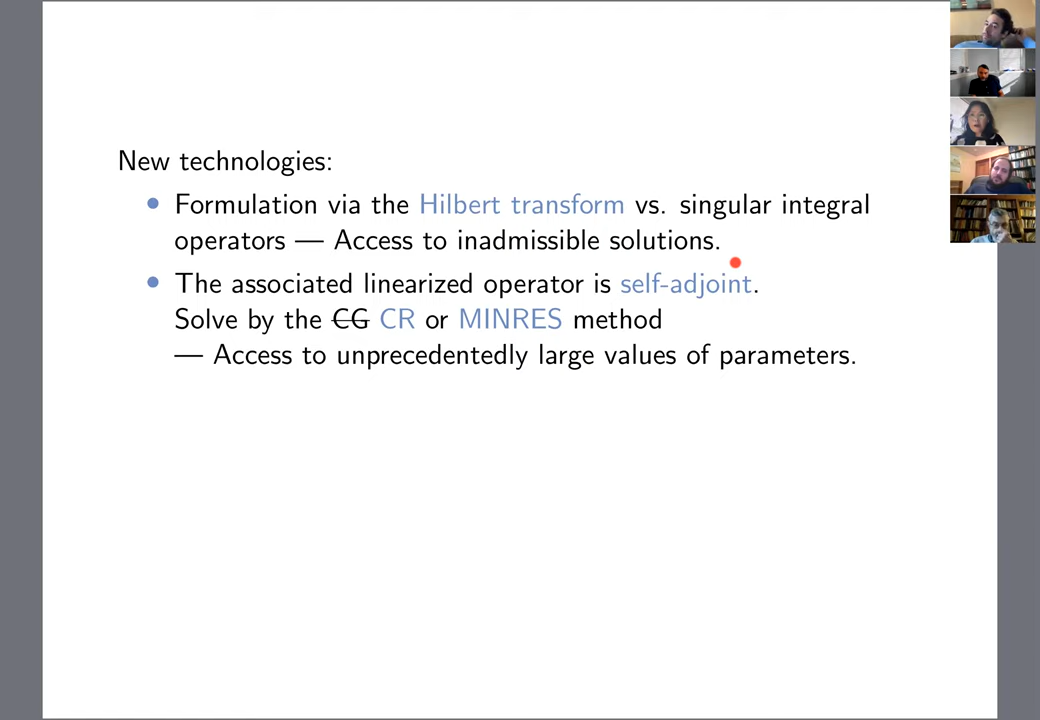 New technologies:
• Formulation via the Hilbert transform vs. singular integral
operators — Access to inadmissible solutions.
• The associated linearized operator is self-adjoint.
Solve by the CG CR or MINRES method
— Access to unprecedentedly large values of parameters.